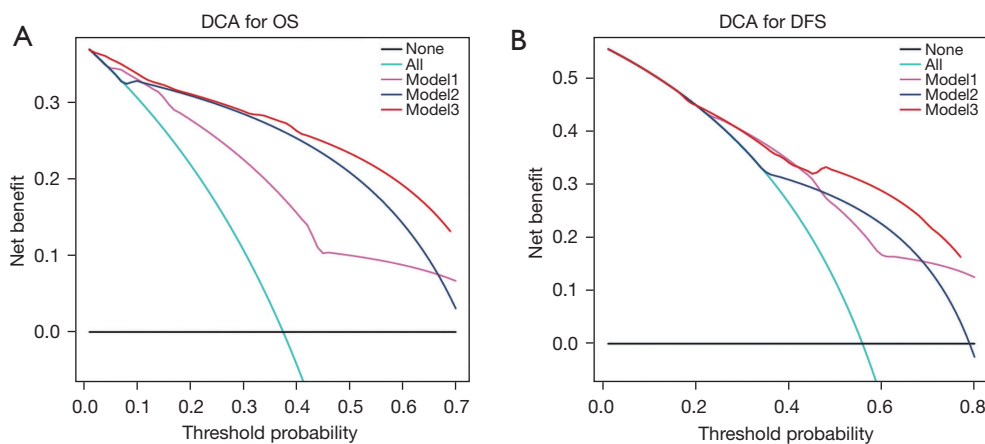 A
DCA for OS
None
All
Model1
Model2
Model3
0.3
0.2
0.1
0.0
Net benefit
0.0 0.1 0.2 0.3 0.4 0.5 0.6 0.7
Threshold probability
B
DCA for DFS
None
All
Model1
Model2
Model3
0.5
0.4
0.3
0.2
0.1
0.0
Net benefit
0.0 0.2 0.4 0.6 0.8
Threshold probability